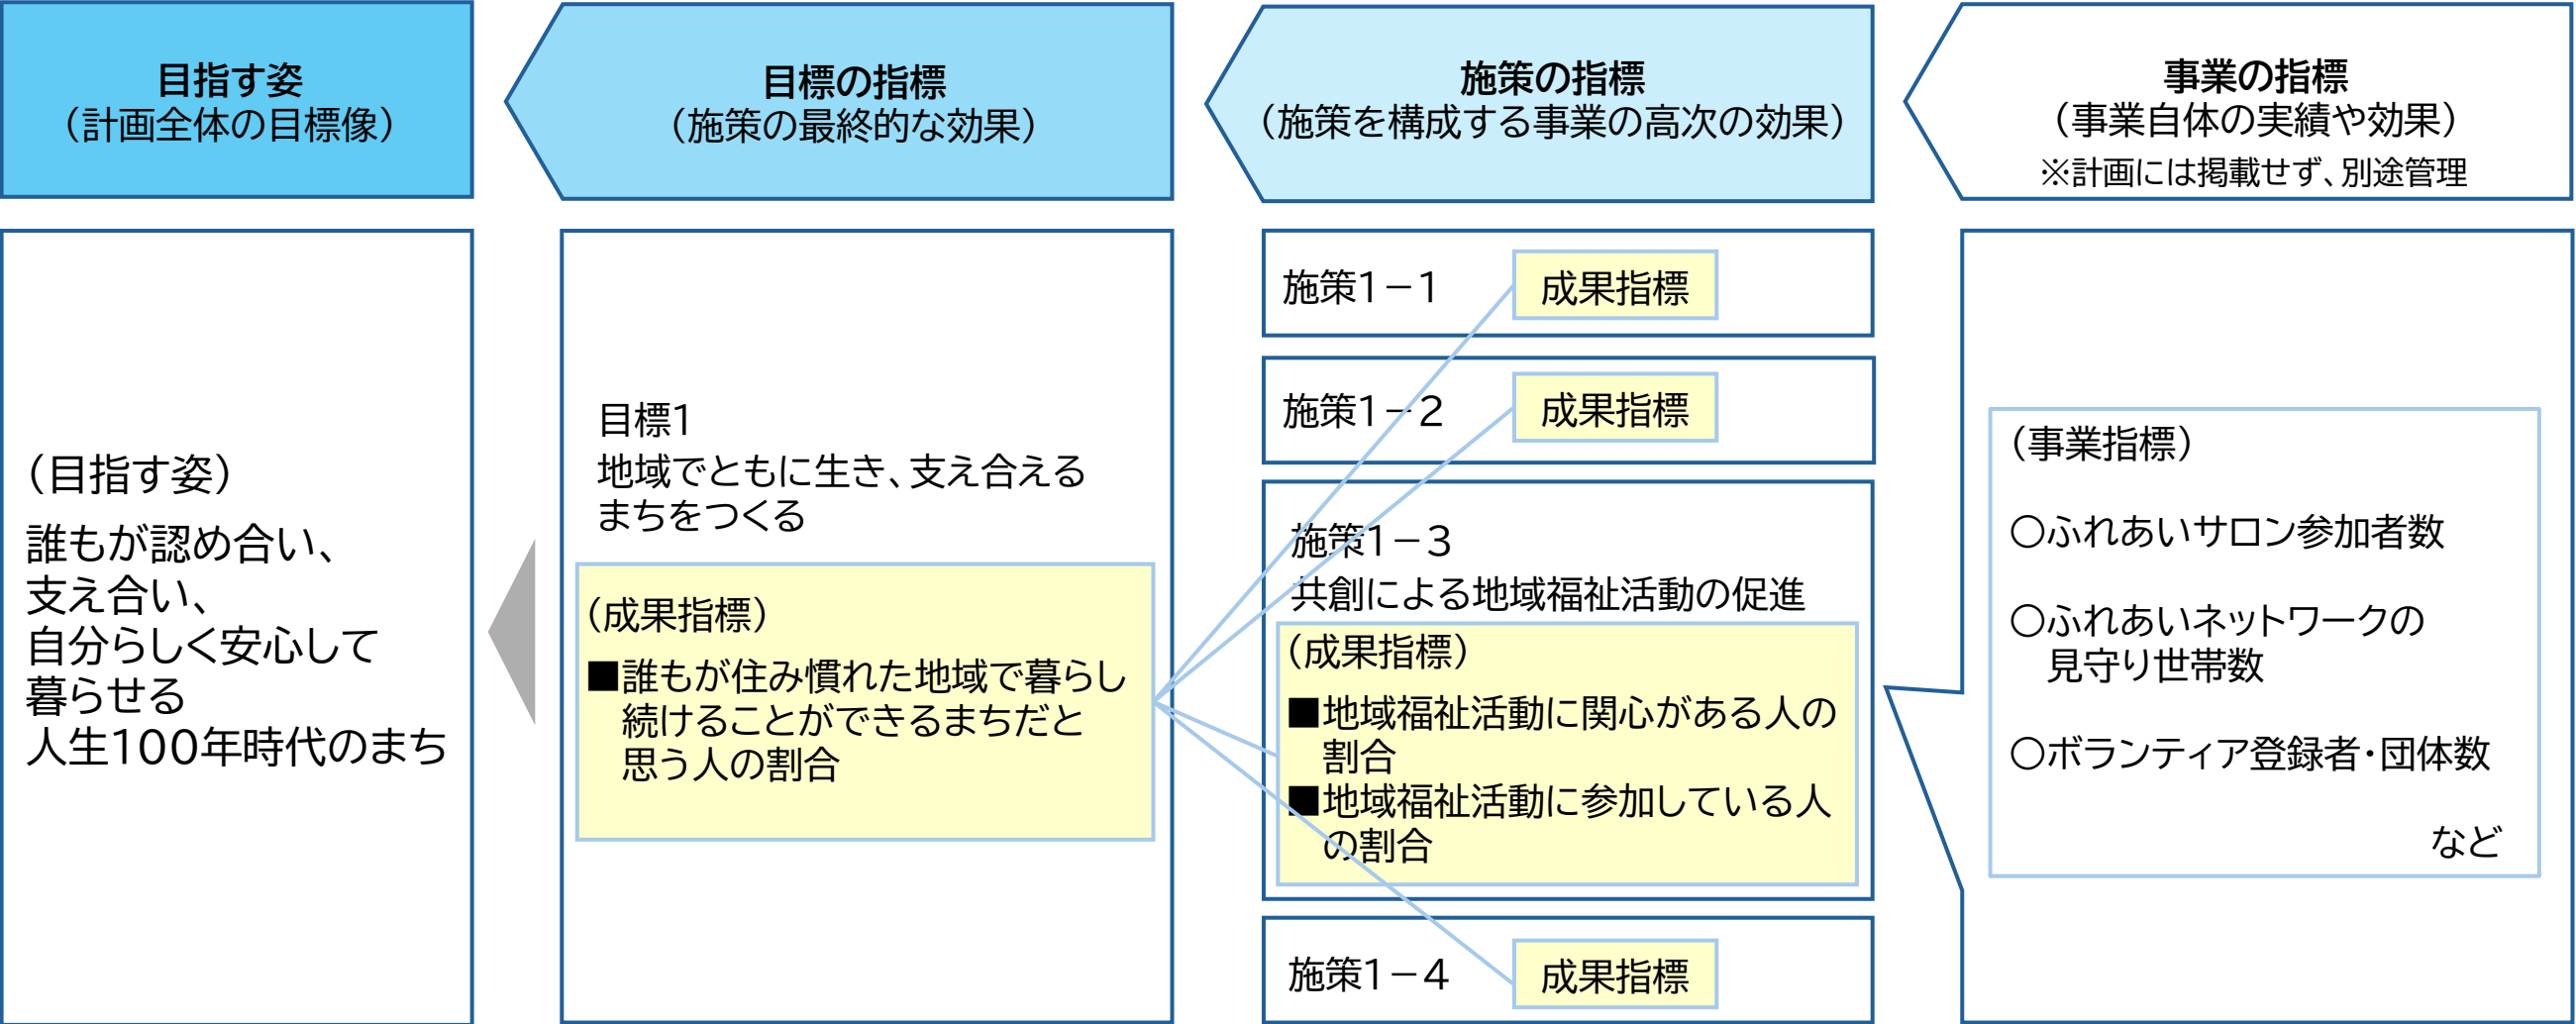 目指す姿
（計画全体の目標像）
目標の指標
（施策の最終的な効果）
施策の指標
（施策を構成する事業の高次の効果）
事業の指標
（事業自体の実績や効果）
※計画には掲載せず、別途管理
（目指す姿）
誰もが認め合い、
支え合い、
自分らしく安心して
暮らせる
人生100年時代のまち
目標1
地域でともに生き、支え合える
まちをつくる
（成果指標）
■誰もが住み慣れた地域で暮らし
続けることができるまちだと
思う人の割合
施策1－1
成果指標
施策1－2
成果指標
施策1－3
共創による地域福祉活動の促進
（成果指標）
■地域福祉活動に関心がある人の
割合
■地域福祉活動に参加している人
の割合
施策1－4
成果指標
（事業指標）
〇ふれあいサロン参加者数
〇ふれあいネットワークの
見守り世帯数
〇ボランティア登録者・団体数
など